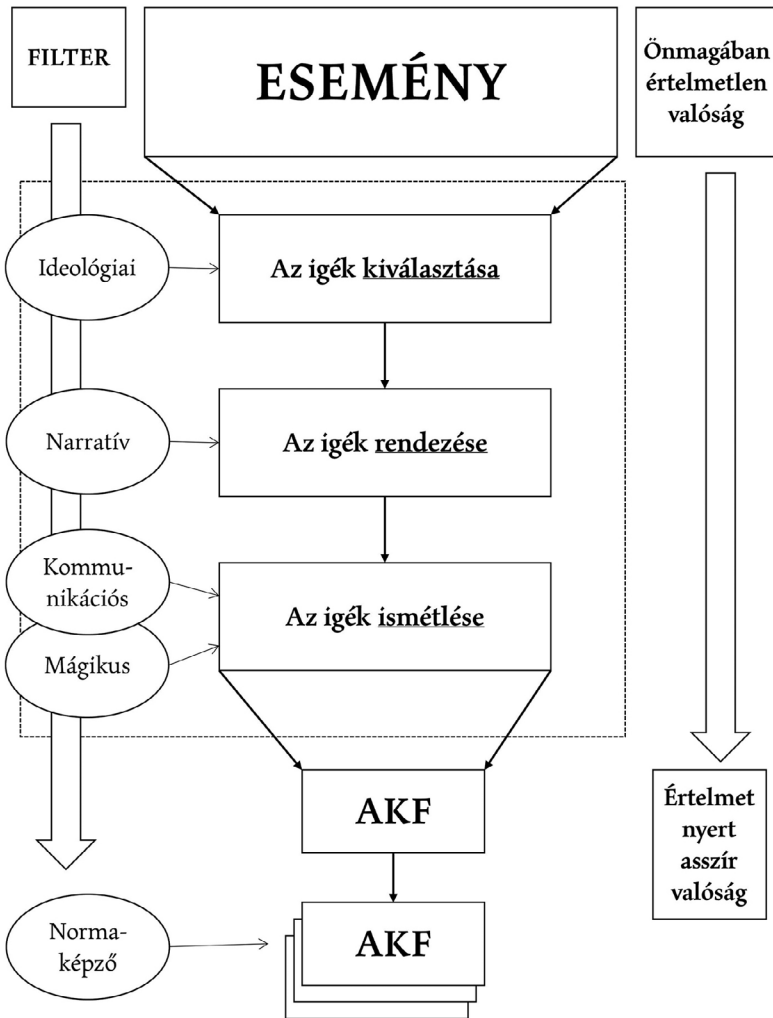 FILTER
ESEMÉNY
Önmagában
értelmetlen
valóság
Ideológiai
Az igék kiválasztása
Narratív
Az igék rendezése
Kommu-
nikációs
Mágikus
Az igék ismétlése
AKF
Értelmet
nyert
asszír
valóság
Norma-
képző
AKF